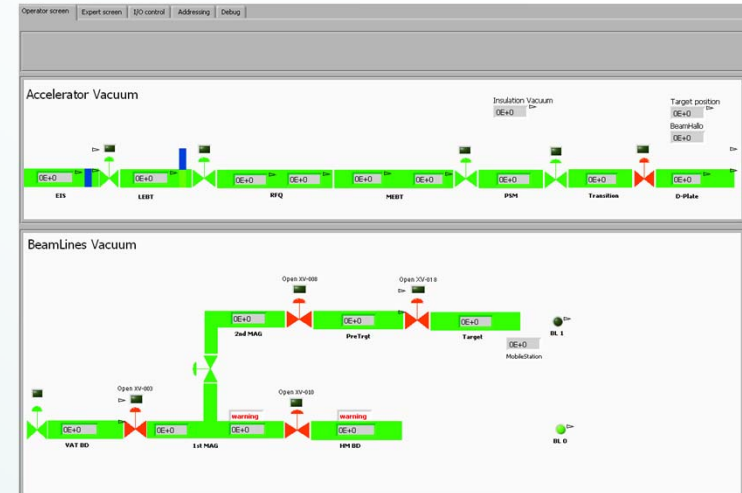 Operator screen Expert screen I/O control Addressing Debug
Accelerator Vacuum
Insulation Vacuum
0E+0
Target position
0E+0
BeamHallo
0E+0
0E+0 0E+0 0E+0 0E+0 0E+0 0E+0 0E+0 0E+0 0E+0
EIS LEBT RFQ MEBT PSM Transition D-Plate
BeamLines Vacuum
Open XV-008 Open XV-018
0E+0 0E+0 0E+0
2nd MAG PreTrgt Target
BL 1
0E+0
MobileStation
Open XV-003 Open XV-010
warning warning
0E+0 0E+0 0E+0 0E+0
VAT BD 1st MAG HM BD
BL 0